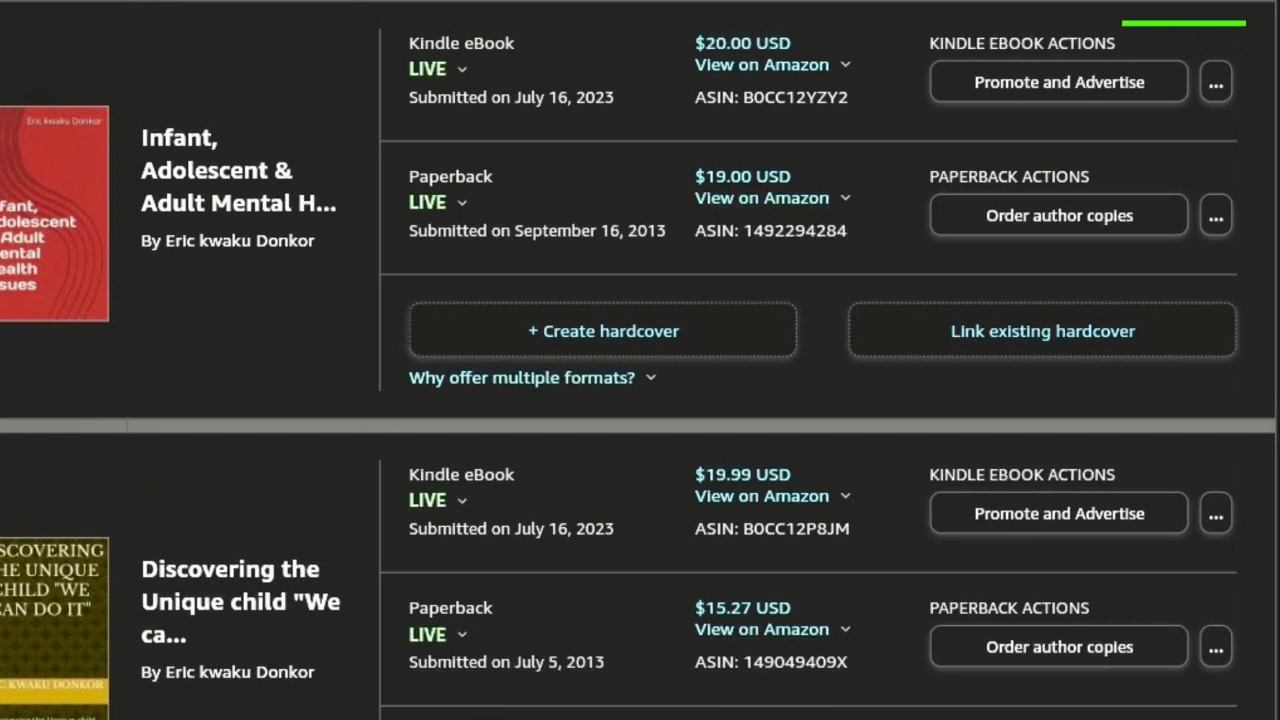 Eric kwaku Donkor
fant,
dolescent
Adult
ental
ealth
sues
Infant,
Adolescent &
Adult Mental H...
By Eric kwaku Donkor
Kindle eBook
LIVE
Submitted on July 16, 2023
$20.00 USD
View on Amazon
ASIN: B0CC12YZY2
KINDLE EBOOK ACTIONS
Promote and Advertise
...
Paperback
LIVE
Submitted on September 16, 2013
$19.00 USD
View on Amazon
ASIN: 1492294284
PAPERBACK ACTIONS
Order author copies
...
+ Create hardcover
Link existing hardcover
Why offer multiple formats?
SCOVERING
HE UNIQUE
CHILD "WE
AN DO IT"
C KWAKU DONKOR
Discovering the
Unique child "We
ca...
By Eric kwaku Donkor
Kindle eBook
LIVE
Submitted on July 16, 2023
$19.99 USD
View on Amazon
ASIN: B0CC12P8JM
KINDLE EBOOK ACTIONS
Promote and Advertise
...
Paperback
LIVE
Submitted on July 5, 2013
$15.27 USD
View on Amazon
ASIN: 149049409X
PAPERBACK ACTIONS
Order author copies
...